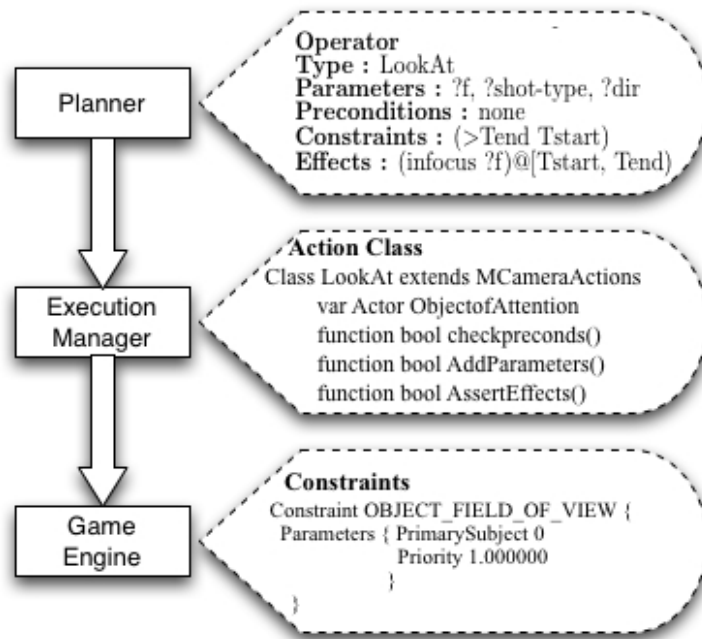 Planner
Operator
Type : LookAt
Parameters : ?f, ?shot-type, ?dir
Preconditions : none
Constraints : (>Tend Tstart)
Effects : (infocus ?f)@[Tstart, Tend)
Execution
Manager
Action Class
Class LookAt extends MCameraActions
var Actor ObjectofAttention
function bool checkpreconds()
function bool AddParameters()
function bool AssertEffects()
Game
Engine
Constraints
Constraint OBJECT_FIELD_OF_VIEW {
Parameters { PrimarySubject 0
Priority 1.000000
}
}